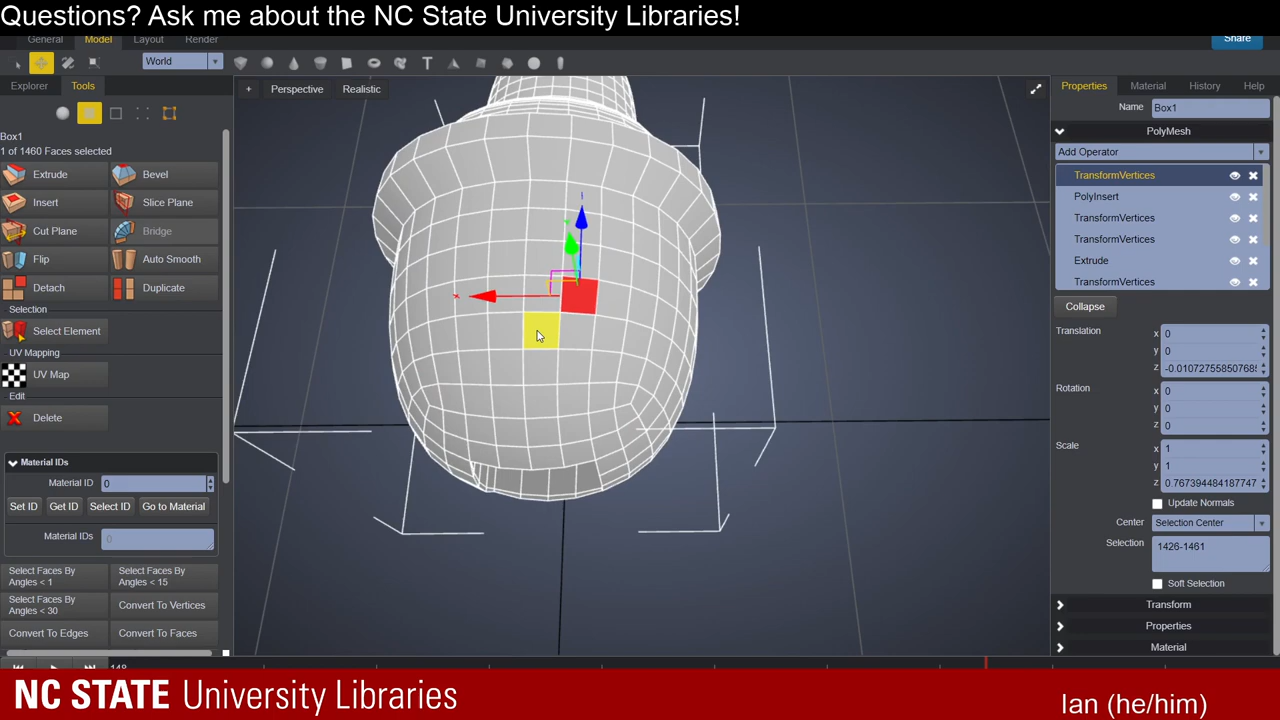 Questions? Ask me about the NC State University Libraries!
General Model Layout Render
Share
World
Explorer Tools
+ Perspective Realistic
Properties Material History Help
Name Box1
PolyMesh
Add Operator
TransformVertices
PolyInsert
TransformVertices
TransformVertices
Extrude
TransformVertices
Collapse
Translation x 0
y 0
z -0.010727558507685
Rotation x 0
y 0
z 0
Scale x 1
y 1
z 0.767394484187747
Update Normals
Center Selection Center
Selection 1426-1461
Soft Selection
Transform
Properties
Material
Box1
1 of 1460 Faces selected
Extrude Bevel
Insert Slice Plane
Cut Plane Bridge
Flip Auto Smooth
Detach Duplicate
Selection
Select Element
UV Mapping
UV Map
Edit
Delete
Material IDs
Material ID 0
Set ID Get ID Select ID Go to Material
Material IDs 0
Select Faces By Angles < 1 Select Faces By Angles < 15
Select Faces By Angles < 30 Convert To Vertices
Convert To Edges Convert To Faces
148
NC STATE University Libraries
Ian (he/him)